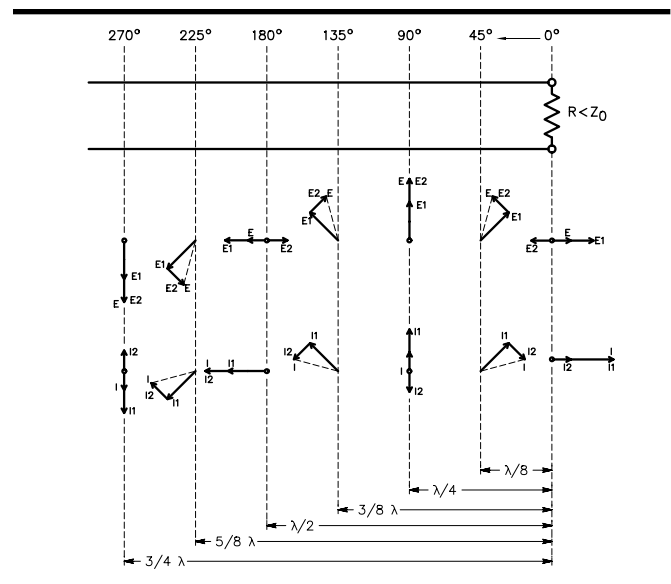 270° 225° 180° 135° 90° 45° 0°
R<Z0
E E2
E2 E E E2
E1 E1 E1
E E
E1 E2 E2 E1
E1 E1
E E2 E2 E
I1
I2 I I1 I1 I1 I
I2 I2 I I I I2 I2 I1
I I2 I1 I1 I2
λ/8
λ/4
3/8 λ
λ/2
5/8 λ
3/4 λ